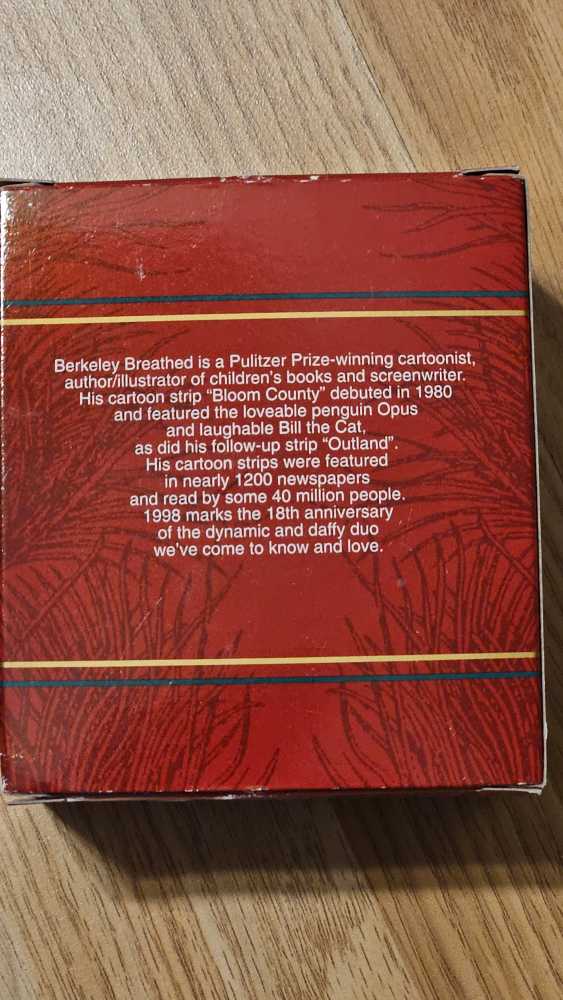 Berkeley Breathed is a Pulitzer Prize-winning cartoonist,
author/illustrator of children's books and screenwriter.
His cartoon strip "Bloom County" debuted in 1980
and featured the loveable penguin Opus
and laughable Bill the Cat,
as did his follow-up strip "Outland".
His cartoon strips were featured
in nearly 1200 newspapers
and read by some 40 million people.
1998 marks the 18th anniversary
of the dynamic and daffy duo
we've come to know and love.